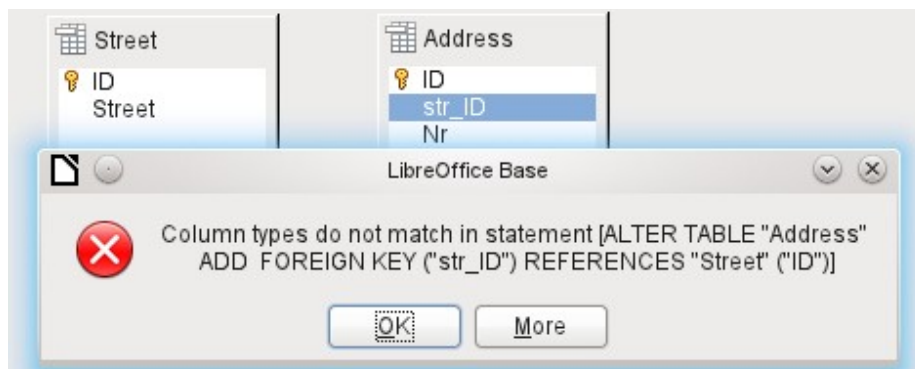 Street
Address
ID
ID
Street
str_ID
Nr
LibreOffice Base
Column types do not match in statement [ALTER TABLE "Address"
ADD FOREIGN KEY ("str_ID") REFERENCES "Street" ("ID")]
OK
More